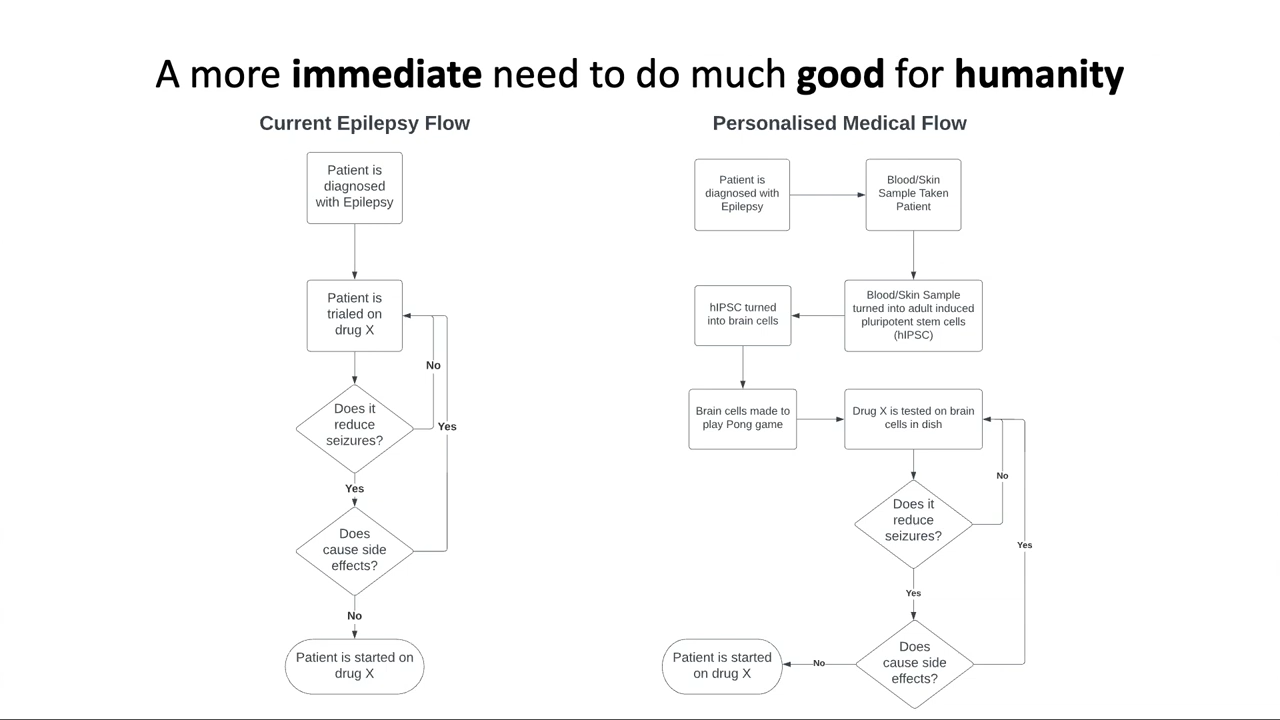 A more immediate need to do much good for humanity
Current Epilepsy Flow
Patient is
diagnosed
with Epilepsy
Patient is
trialed on
drug X
No
Does it
reduce
seizures?
Yes
Yes
Does
cause side
effects?
No
Patient is started on
drug X
Personalised Medical Flow
Patient is
diagnosed with
Epilepsy
Blood/Skin
Sample Taken
Patient
Blood/Skin Sample
turned into adult induced
pluripotent stem cells
(hIPSC)
hIPSC turned
into brain cells
Brain cells made to
play Pong game
Drug X is tested on brain
cells in dish
No
Does it
reduce
seizures?
Yes
Yes
Does
cause side
effects?
No
Patient is started
on drug X